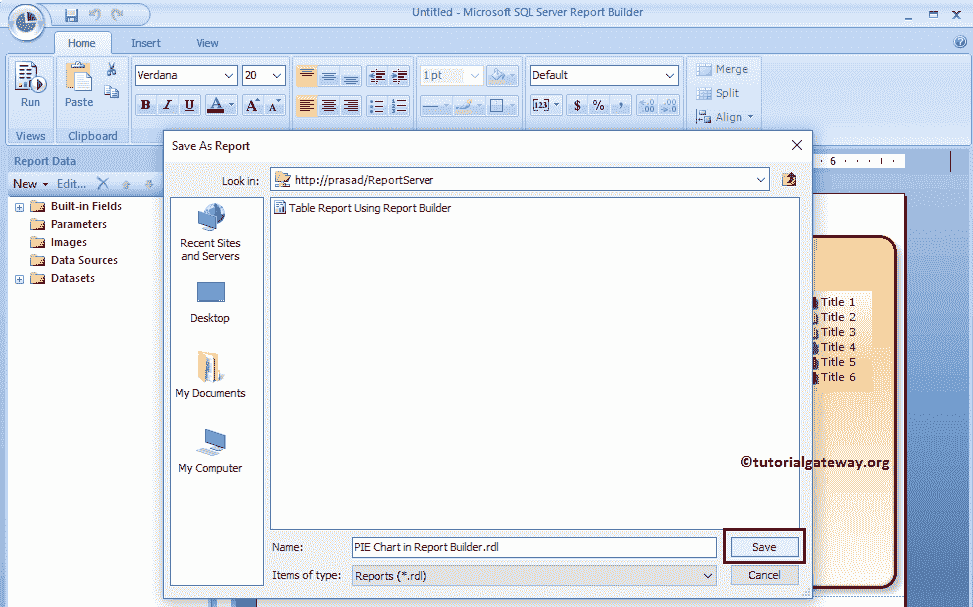 Untitled - Microsoft SQL Server Report Builder
Home Insert View
Run
Paste
Views
Clipboard
Verdana 20
B I U A A A
1 pt
Default
$ % ,
Merge
Split
Align
Report Data
New Edit...
Built-in Fields
Parameters
Images
Data Sources
Datasets
Save As Report
Look in: http://prasad/ReportServer
Recent Sites
and Servers
Desktop
My Documents
My Computer
Table Report Using Report Builder
Name: PIE Chart in Report Builder.rdl
Save
Items of type: Reports (*.rdl)
Cancel
6
Title 1
Title 2
Title 3
Title 4
Title 5
Title 6
©tutorialgateway.org